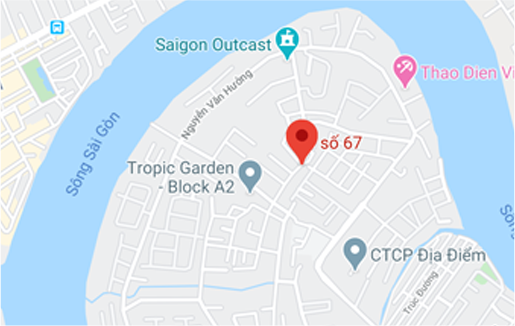 Saigon Outcast
Thao Dien Vi
Nguyễn Văn Hưởng
Sông Sài Gòn
số 67
Tropic Garden
- Block A2
CTCP Địa Điểm
Trúc Đường
Sông